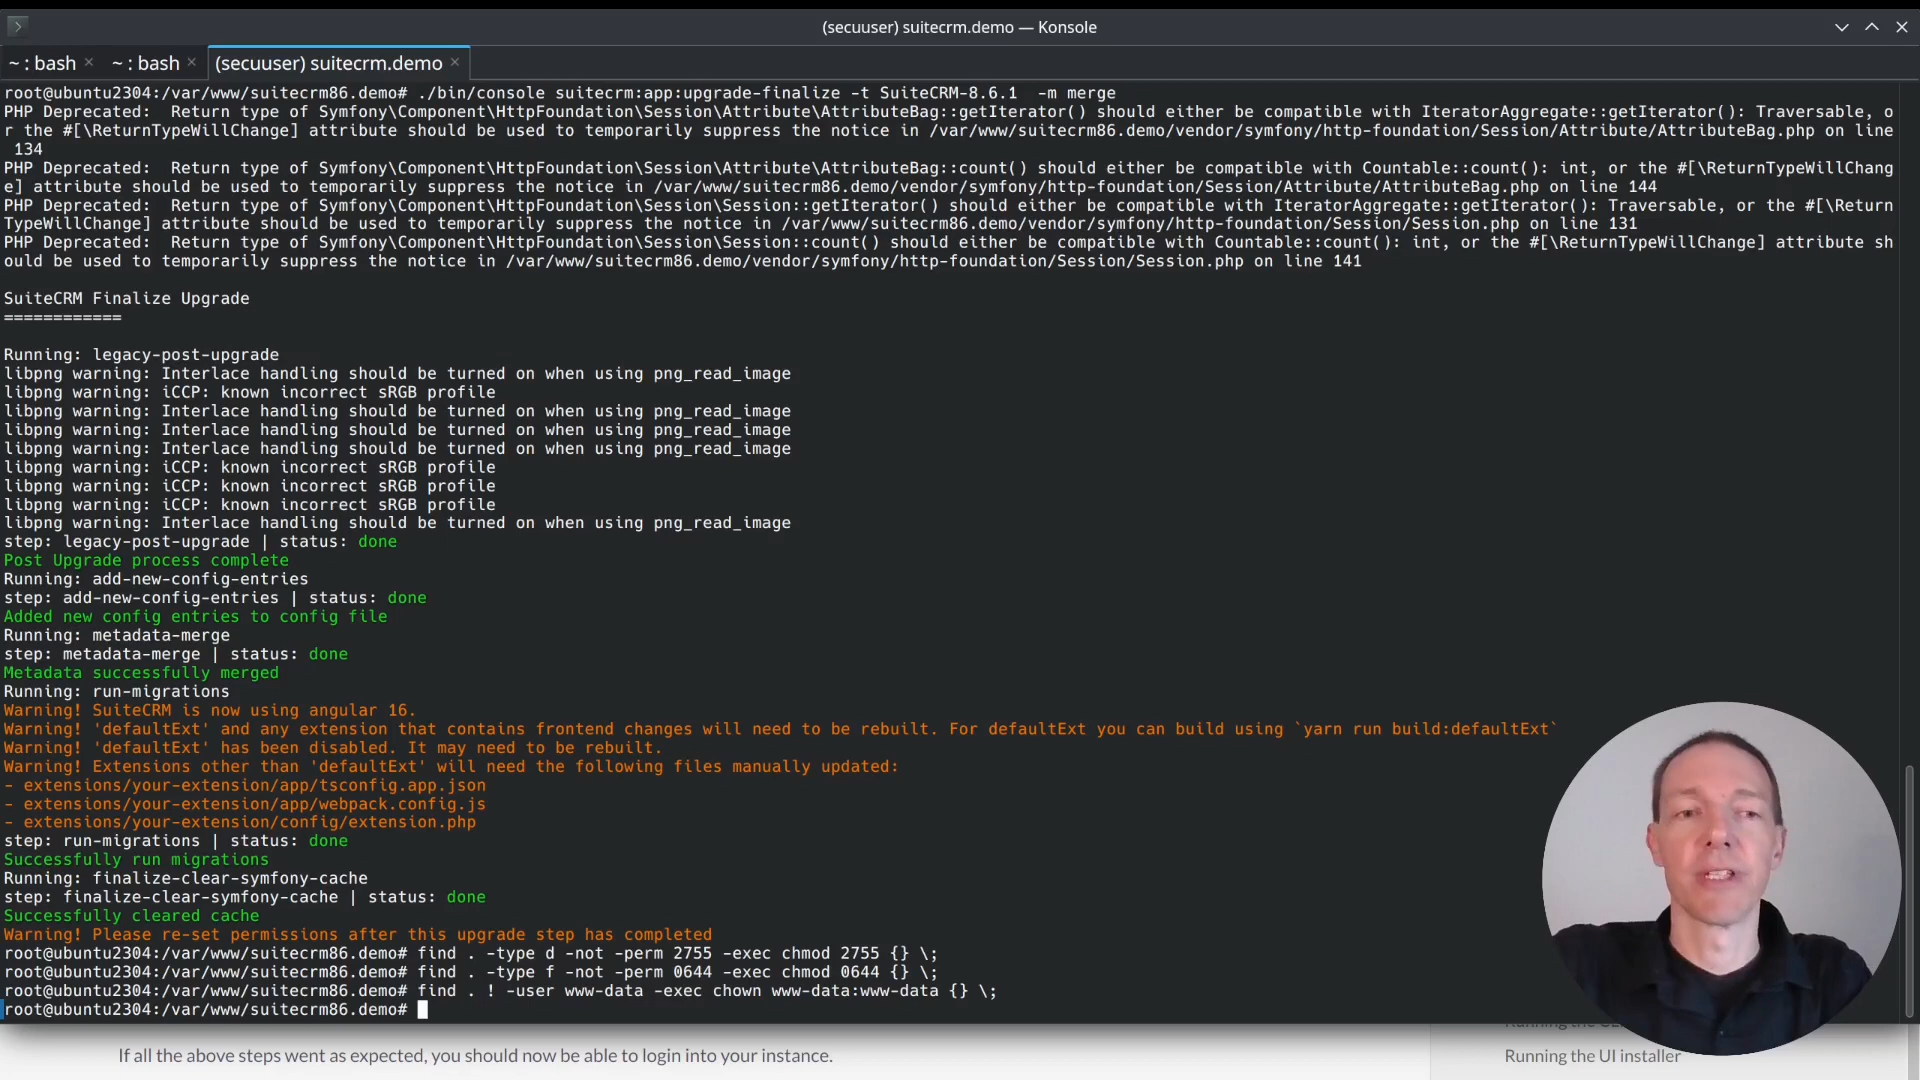 (secuuser) suitecrm.demo — Konsole
~ : bash ~ : bash (secuuser) suitecrm.demo
root@ubuntu2304:/var/www/suitecrm86.demo# ./bin/console suitecrm:app:upgrade-finalize -t SuiteCRM-8.6.1  -m merge
PHP Deprecated:  Return type of Symfony\Component\HttpFoundation\Session\Attribute\AttributeBag::getIterator() should either be compatible with IteratorAggregate::getIterator(): Traversable, o
r the #[\ReturnTypeWillChange] attribute should be used to temporarily suppress the notice in /var/www/suitecrm86.demo/vendor/symfony/http-foundation/Session/Attribute/AttributeBag.php on line
134
PHP Deprecated:  Return type of Symfony\Component\HttpFoundation\Session\Attribute\AttributeBag::count() should either be compatible with Countable::count(): int, or the #[\ReturnTypeWillChang
e] attribute should be used to temporarily suppress the notice in /var/www/suitecrm86.demo/vendor/symfony/http-foundation/Session/Attribute/AttributeBag.php on line 144
PHP Deprecated:  Return type of Symfony\Component\HttpFoundation\Session\Session::getIterator() should either be compatible with IteratorAggregate::getIterator(): Traversable, or the #[\Return
TypeWillChange] attribute should be used to temporarily suppress the notice in /var/www/suitecrm86.demo/vendor/symfony/http-foundation/Session/Session.php on line 131
PHP Deprecated:  Return type of Symfony\Component\HttpFoundation\Session\Session::count() should either be compatible with Countable::count(): int, or the #[\ReturnTypeWillChange] attribute sh
ould be used to temporarily suppress the notice in /var/www/suitecrm86.demo/vendor/symfony/http-foundation/Session/Session.php on line 141
SuiteCRM Finalize Upgrade
============
Running: legacy-post-upgrade
libpng warning: Interlace handling should be turned on when using png_read_image
libpng warning: iCCP: known incorrect sRGB profile
libpng warning: Interlace handling should be turned on when using png_read_image
libpng warning: Interlace handling should be turned on when using png_read_image
libpng warning: Interlace handling should be turned on when using png_read_image
libpng warning: iCCP: known incorrect sRGB profile
libpng warning: iCCP: known incorrect sRGB profile
libpng warning: iCCP: known incorrect sRGB profile
libpng warning: Interlace handling should be turned on when using png_read_image
step: legacy-post-upgrade | status: done
Post Upgrade process complete
Running: add-new-config-entries
step: add-new-config-entries | status: done
Added new config entries to config file
Running: metadata-merge
step: metadata-merge | status: done
Metadata successfully merged
Running: run-migrations
Warning! SuiteCRM is now using angular 16.
Warning! 'defaultExt' and any extension that contains frontend changes will need to be rebuilt. For defaultExt you can build using `yarn run build:defaultExt`
Warning! 'defaultExt' has been disabled. It may need to be rebuilt.
Warning! Extensions other than 'defaultExt' will need the following files manually updated:
- extensions/your-extension/app/tsconfig.app.json
- extensions/your-extension/app/webpack.config.js
- extensions/your-extension/config/extension.php
step: run-migrations | status: done
Successfully run migrations
Running: finalize-clear-symfony-cache
step: finalize-clear-symfony-cache | status: done
Successfully cleared cache
Warning! Please re-set permissions after this upgrade step has completed
root@ubuntu2304:/var/www/suitecrm86.demo# find . -type d -not -perm 2755 -exec chmod 2755 {} \;
root@ubuntu2304:/var/www/suitecrm86.demo# find . -type f -not -perm 0644 -exec chmod 0644 {} \;
root@ubuntu2304:/var/www/suitecrm86.demo# find . ! -user www-data -exec chown www-data:www-data {} \;
root@ubuntu2304:/var/www/suitecrm86.demo#
If all the above steps went as expected, you should now be able to login into your instance.
Running the UI installer